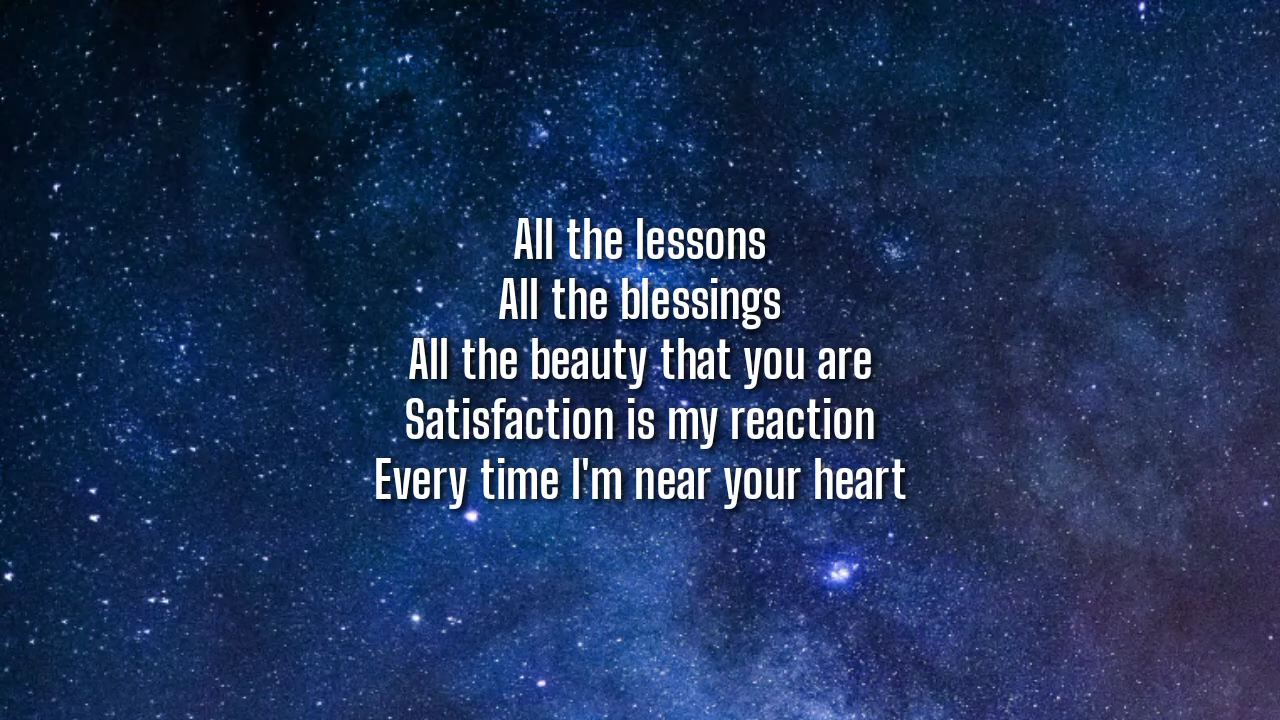 All the lessons
All the blessings
All the beauty that you are
Satisfaction is my reaction
Every time I'm near your heart